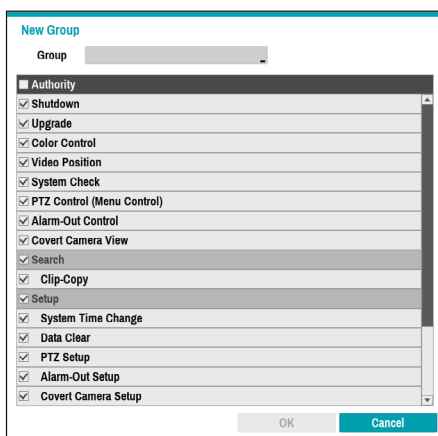 New Group
Group
Authority
Shutdown
Upgrade
Color Control
Video Position
System Check
PTZ Control (Menu Control)
Alarm-Out Control
Covert Camera View
Search
Clip-Copy
Setup
System Time Change
Data Clear
PTZ Setup
Alarm-Out Setup
Covert Camera Setup
OK Cancel